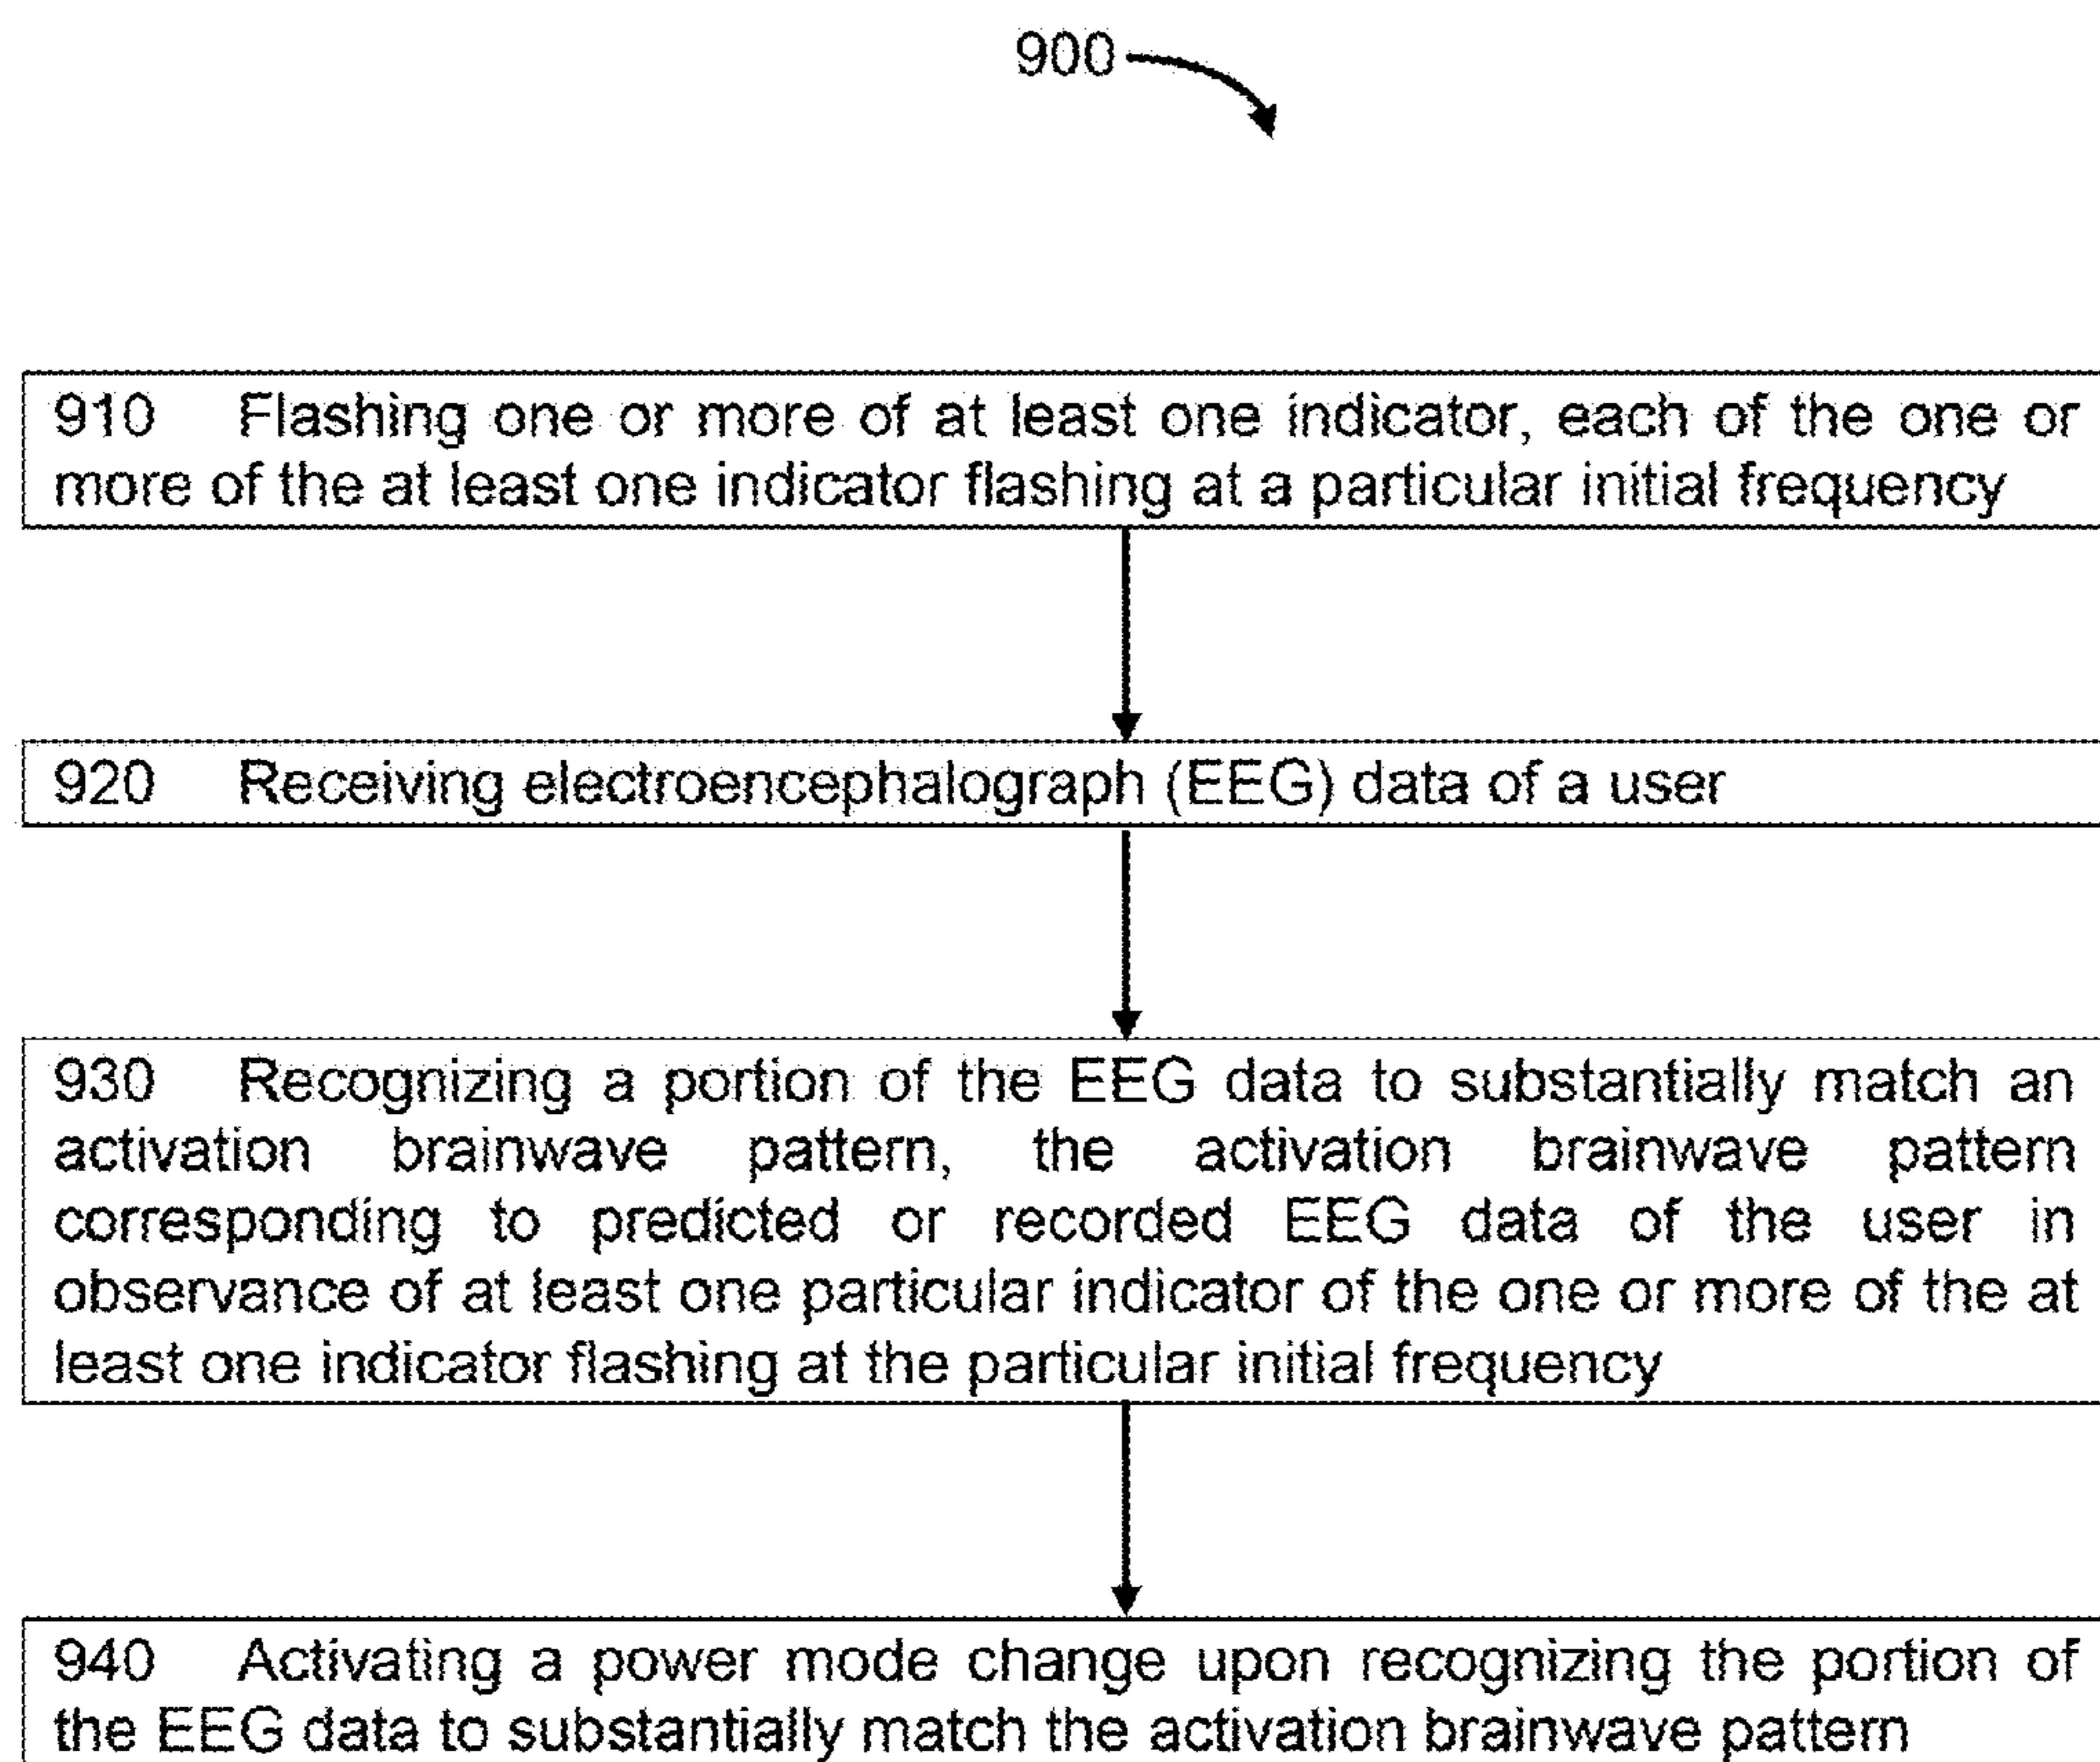 900
910 Flashing one or more of at least one indicator, each of the one or
more of the at least one indicator flashing at a particular initial frequency
920 Receiving electroencephalograph (EEG) data of a user
930 Recognizing a portion of the EEG data to substantially match an
activation brainwave pattern, the activation brainwave pattern
corresponding to predicted or recorded EEG data of the user in
observance of at least one particular indicator of the one or more of the at
least one indicator flashing at the particular initial frequency
940 Activating a power mode change upon recognizing the portion of
the EEG data to substantially match the activation brainwave pattern